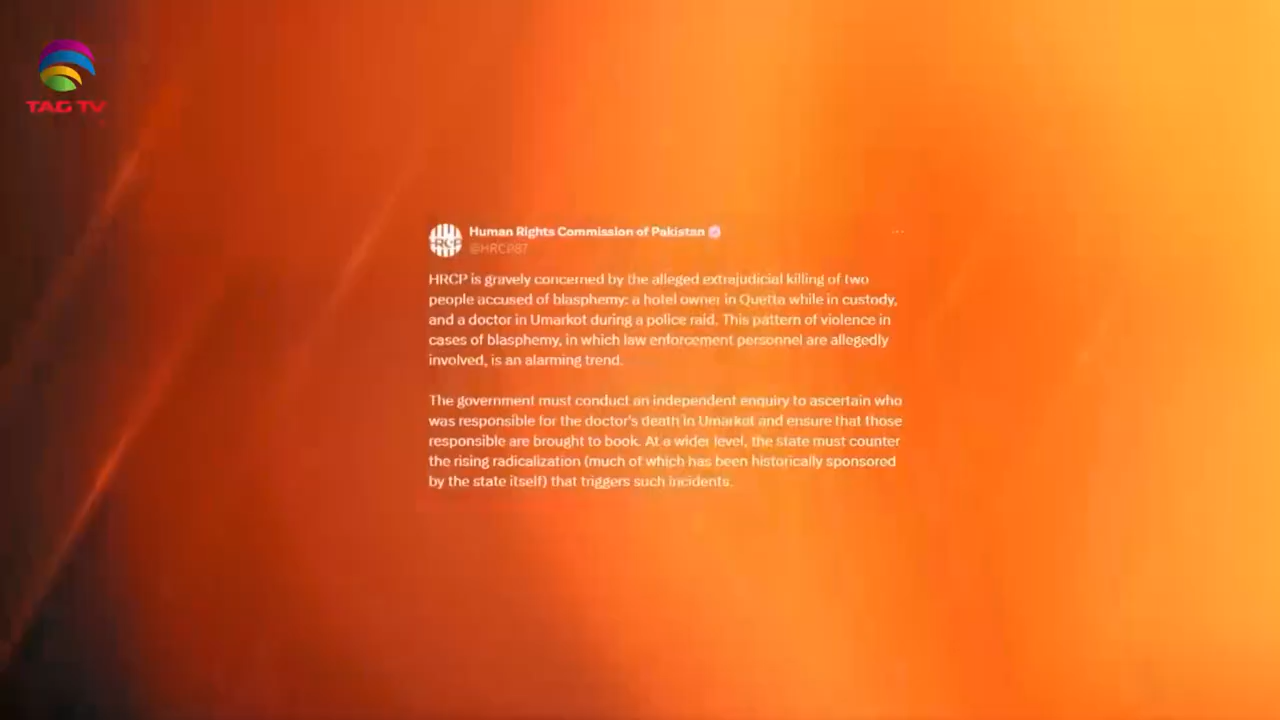 TAG TV
Human Rights Commission of Pakistan
@HRCP87
HRCP is gravely concerned by the alleged extrajudicial killing of two
people accused of blasphemy: a hotel owner in Quetta while in custody,
and a doctor in Umarkot during a police raid. This pattern of violence in
cases of blasphemy, in which law enforcement personnel are allegedly
involved, is an alarming trend.
The government must conduct an independent enquiry to ascertain who
was responsible for the doctor's death in Umarkot and ensure that those
responsible are brought to book. At a wider level, the state must counter
the rising radicalization (much of which has been historically sponsored
by the state itself) that triggers such incidents.